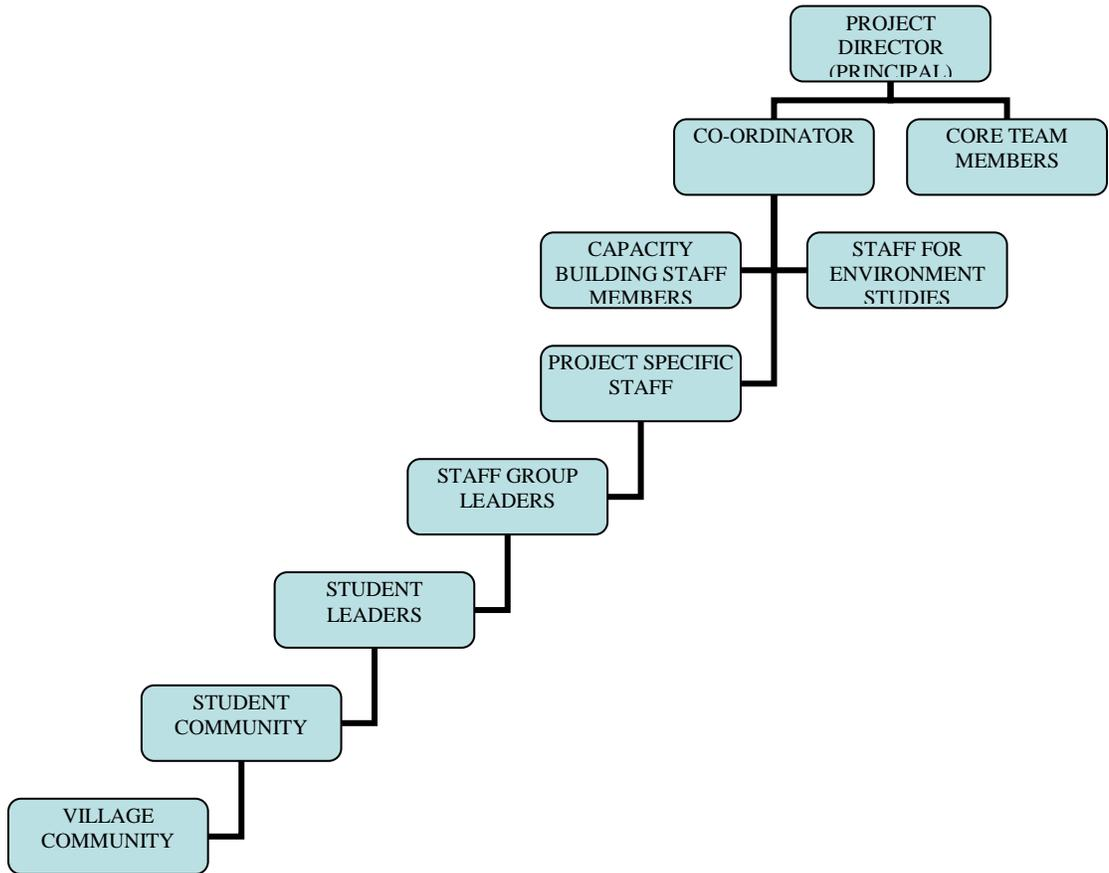 PROJECT
DIRECTOR
(PRINCIPAL)
CO-ORDINATOR
CORE TEAM
MEMBERS
CAPACITY
BUILDING STAFF
MEMBERS
STAFF FOR
ENVIRONMENT
STUDIES
PROJECT SPECIFIC
STAFF
STAFF GROUP
LEADERS
STUDENT
LEADERS
STUDENT
COMMUNITY
VILLAGE
COMMUNITY